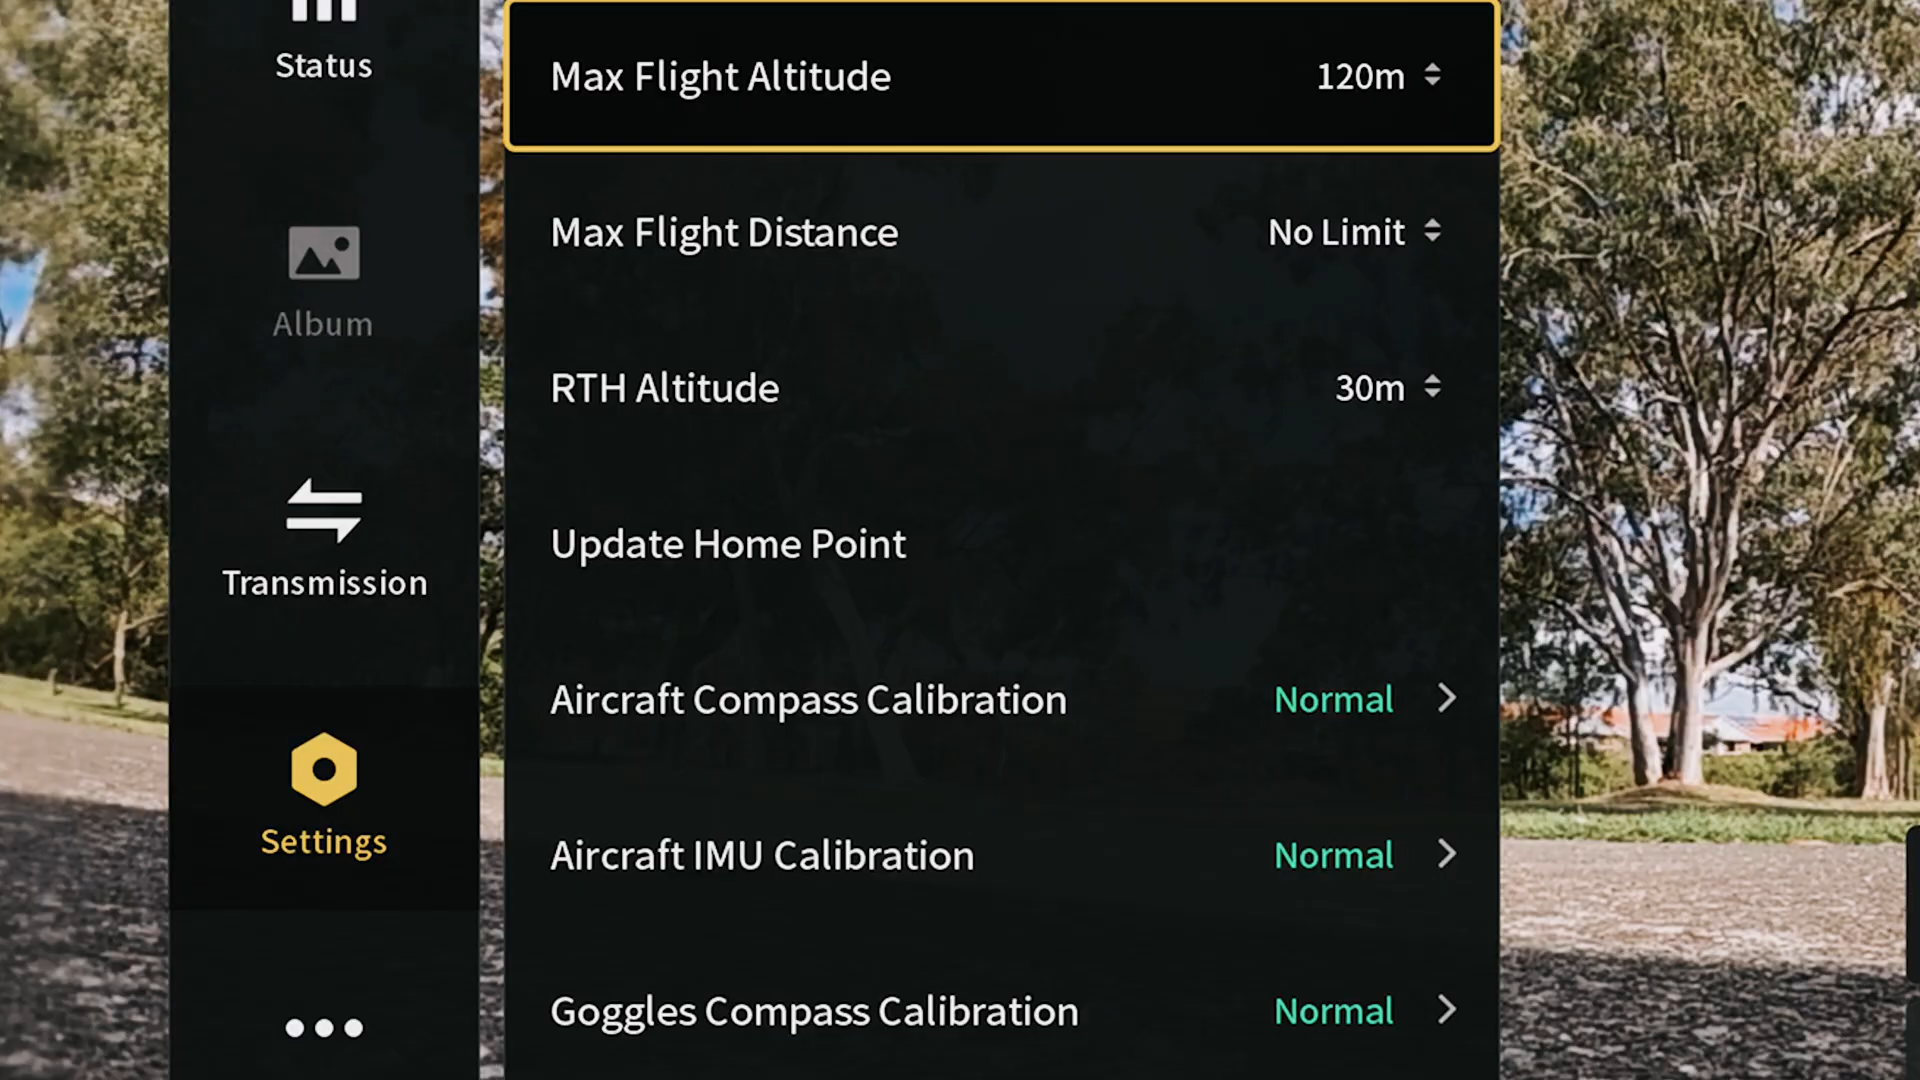 Status
Album
Transmission
Settings
Max Flight Altitude 120m
Max Flight Distance No Limit
RTH Altitude 30m
Update Home Point
Aircraft Compass Calibration Normal
Aircraft IMU Calibration Normal
Goggles Compass Calibration Normal